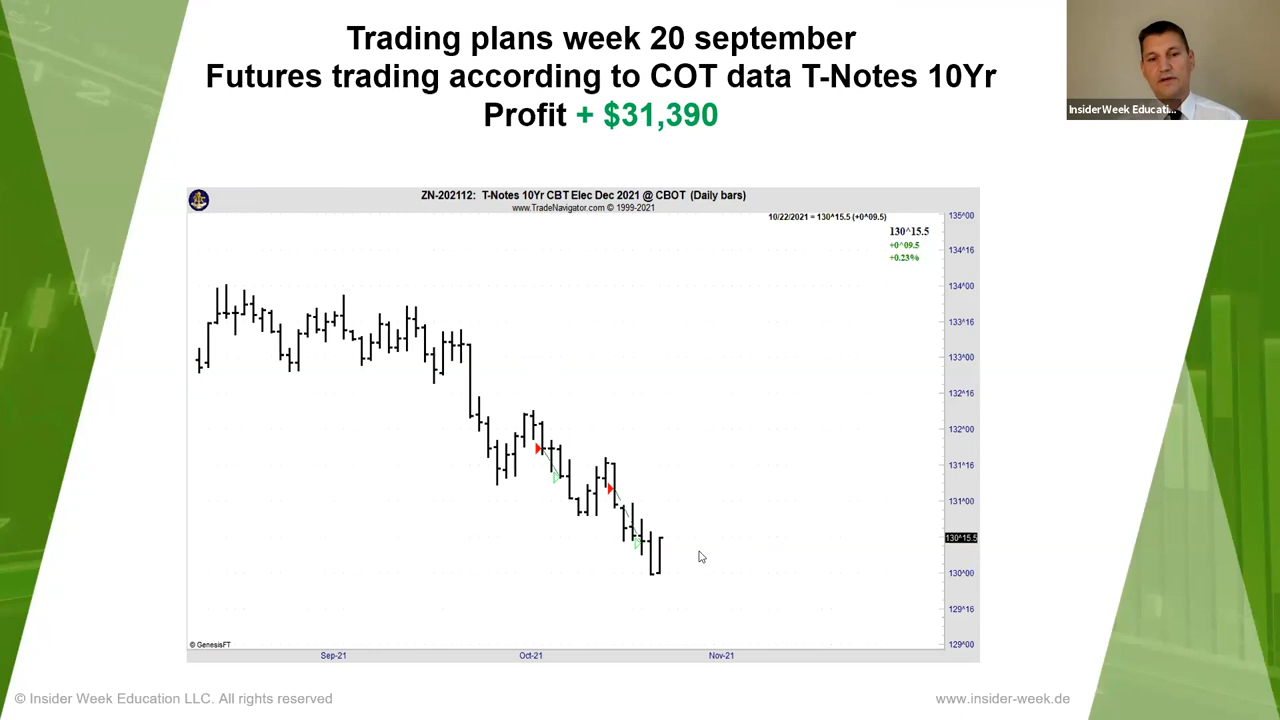 Trading plans week 20 september
Futures trading according to COT data T-Notes 10Yr
Profit + $31,390
InsiderWeek Educati...
ZN-202112: T-Notes 10Yr CBT Elec Dec 2021 @ CBOT (Daily bars)
www.TradeNavigator.com © 1999-2021
10/22/2021 = 130^15.5 (+0^09.5)
130^15.5
+0^09.5
+0.23%
135^00
134^16
134^00
133^16
133^00
132^16
132^00
131^16
131^00
130^15.5
130^00
129^16
129^00
© GenesisFT
Sep-21 Oct-21 Nov-21
© Insider Week Education LLC. All rights reserved
www.insider-week.de